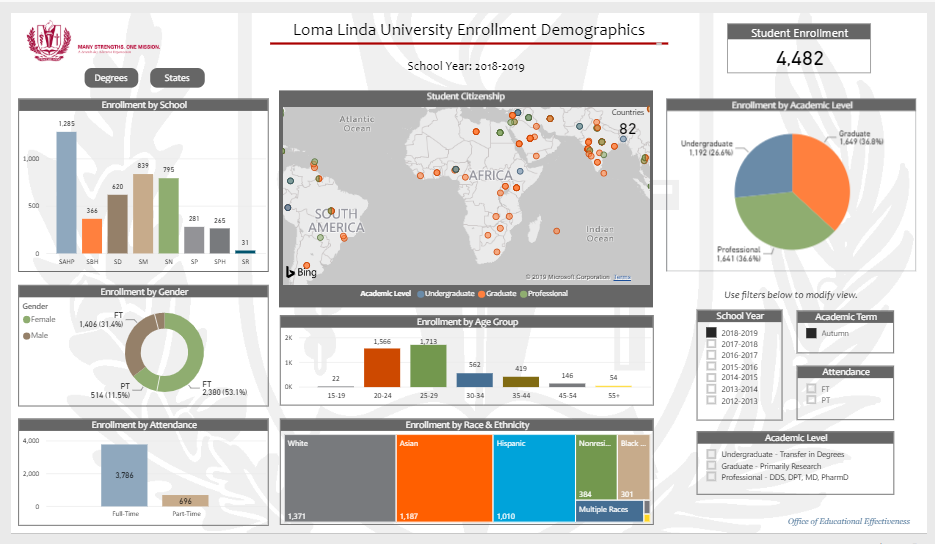 Loma Linda University Enrollment Demographics
School Year: 2018-2019
MANY STRENGTHS. ONE MISSION.
Degrees
States
Student Enrollment
4,482
Enrollment by School
1,285
366
620
839
795
281
265
31
1,000
500
0
SAHP
SBH
SD
SM
SN
SP
SPH
SR
Student Citizenship
Countries
82
Atlantic
Ocean
AFRICA
SOUTH
AMERICA
Indian
Ocean
Bing
© 2019 Microsoft Corporation Terms
Academic Level Undergraduate Graduate Professional
Enrollment by Academic Level
Graduate
1,649 (36.8%)
Undergraduate
1,192 (26.6%)
Professional
1,641 (36.6%)
Enrollment by Gender
Gender
Female
Male
FT
1,406 (31.4%)
PT
514 (11.5%)
FT
2,380 (53.1%)
Enrollment by Age Group
2K
1K
0K
22
1,566
1,713
562
419
146
54
15-19
20-24
25-29
30-34
35-44
45-54
55+
Enrollment by Attendance
4,000
2,000
0
3,786
696
Full-Time
Part-Time
Enrollment by Race & Ethnicity
White
1,371
Asian
1,187
Hispanic
1,010
Nonresi...
384
Black ...
301
Multiple Races
Use filters below to modify view.
School Year
2018-2019
2017-2018
2016-2017
2015-2016
2014-2015
2013-2014
2012-2013
Academic Term
Autumn
Attendance
FT
PT
Academic Level
Undergraduate - Transfer in Degrees
Graduate - Primarily Research
Professional - DDS, DPT, MD, PharmD
Office of Educational Effectiveness